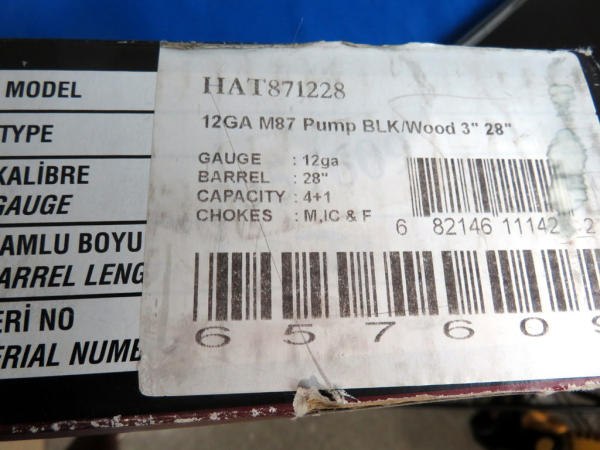 MODEL
TYPE
KALİBRE
GAUGE
AMLU BOYU
ARREL LENG
ERİ NO
ERIAL NUMB
HAT871228
12GA M87 Pump BLK/Wood 3" 28"
GAUGE : 12ga
BARREL : 28"
CAPACITY : 4+1
CHOKES : M,IC & F
6 82146 11142 2
657609